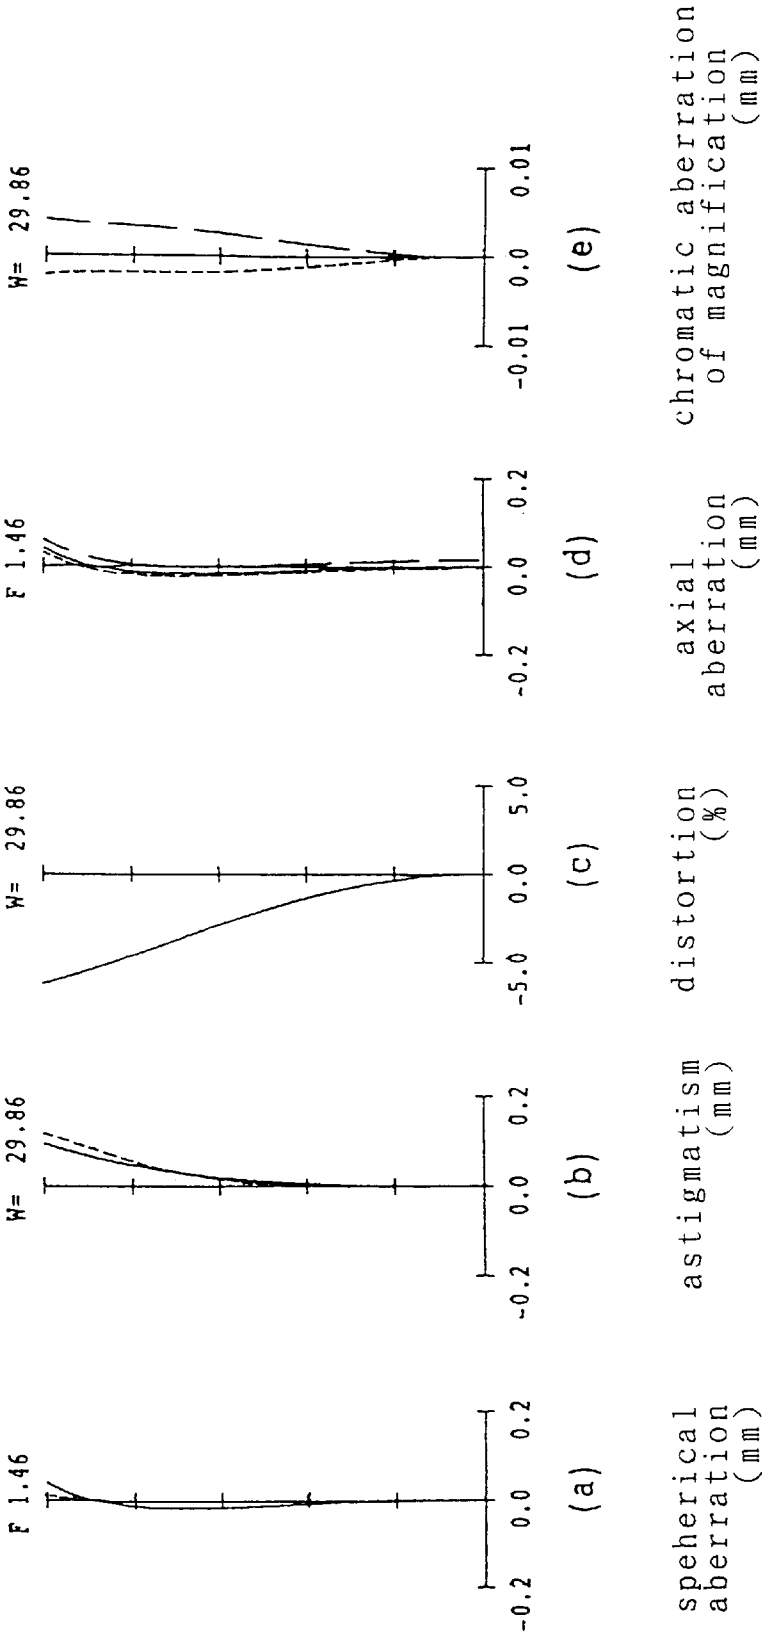 F 1.46
-0.2 0.0 0.2
(a)
speherical
aberration
(mm)
W= 29.86
-0.2 0.0 0.2
(b)
astigmatism
(mm)
W= 29.86
-5.0 0.0 5.0
(c)
distortion
(%)
F 1.46
-0.2 0.0 0.2
(d)
axial
aberration
(mm)
W= 29.86
-0.01 0.0 0.01
(e)
chromatic aberration
of magnification
(mm)